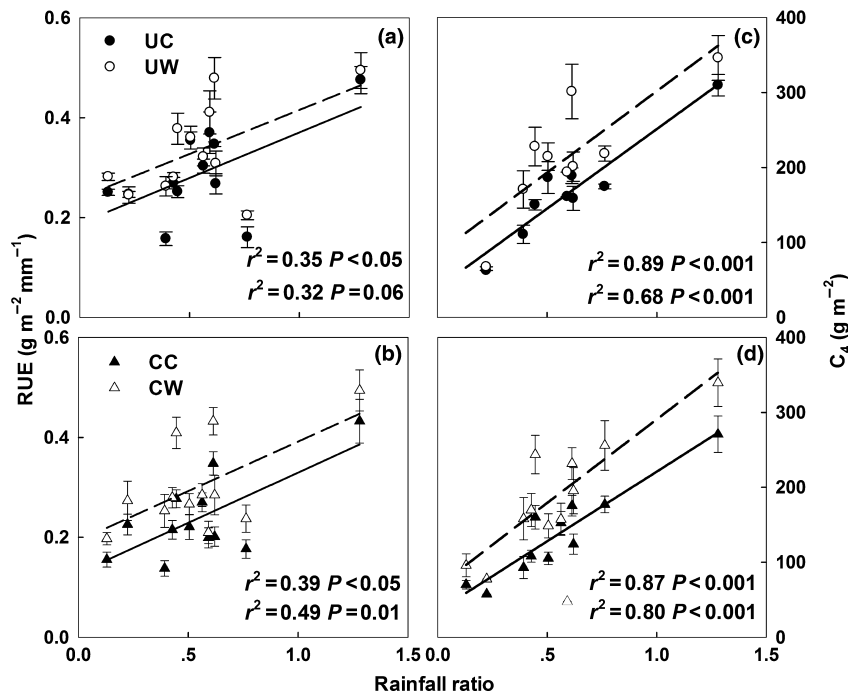 0.6
(a)
UC
UW
0.4
0.2
r² = 0.35 P < 0.05
r² = 0.32 P = 0.06
0.0
(c)
400
300
200
100
0
r² = 0.89 P < 0.001
r² = 0.68 P < 0.001
RUE (g m⁻² mm⁻¹)
C₄ (g m⁻²)
0.6
(b)
CC
CW
0.4
0.2
r² = 0.39 P < 0.05
r² = 0.49 P = 0.01
0.0
(d)
400
300
200
100
0
r² = 0.87 P < 0.001
r² = 0.80 P < 0.001
0.0 .5 1.0 1.5 0.0 .5 1.0 1.5
Rainfall ratio